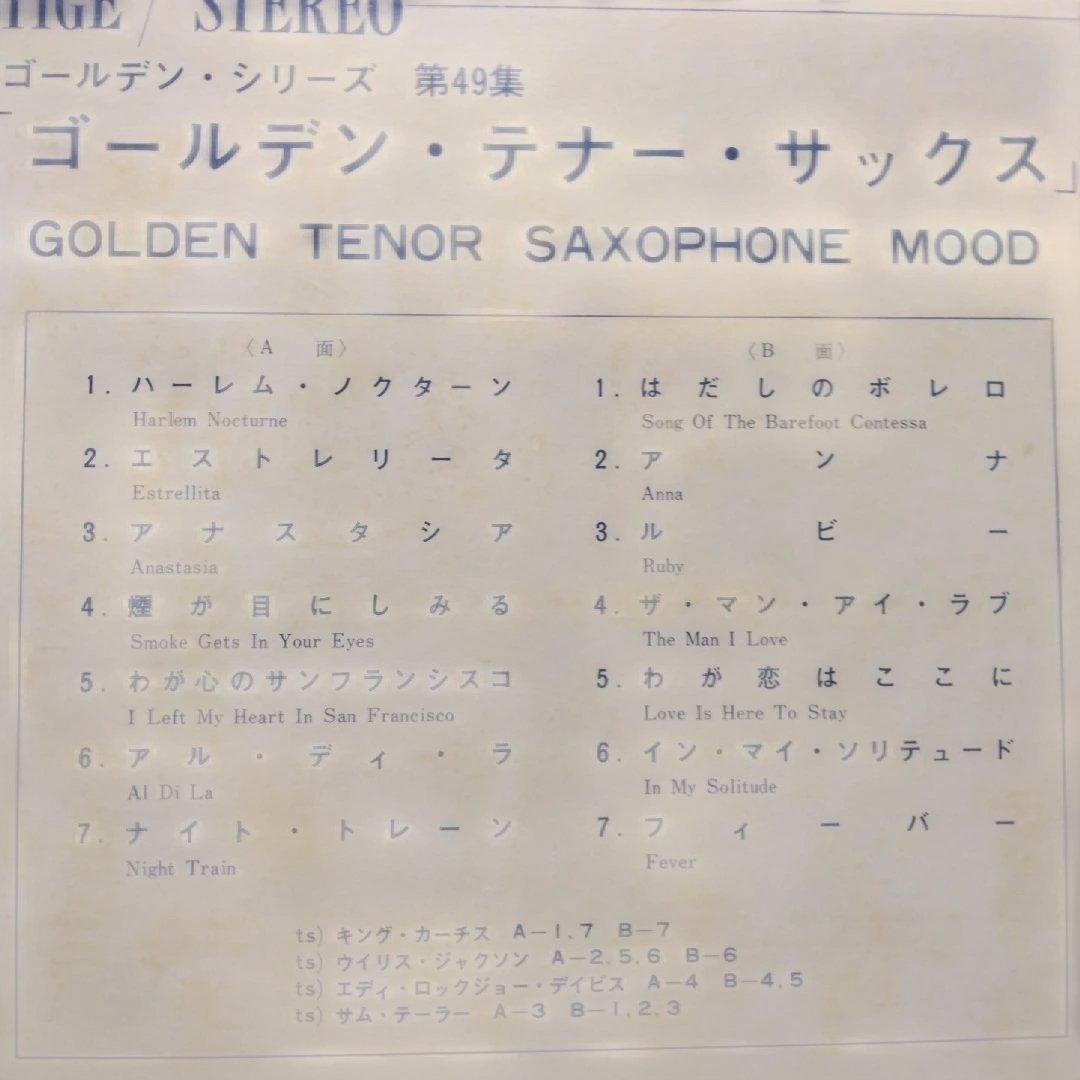 TIGE / STEREO
ゴールデン・シリーズ 第49集
「ゴールデン・テナー・サックス」
GOLDEN TENOR SAXOPHONE MOOD
〈A 面〉
1. ハーレム・ノクターン
Harlem Nocturne
2. エストレリータ
Estrellita
3. アナスタシア
Anastasia
4. 煙が目にしみる
Smoke Gets In Your Eyes
5. わが心のサンフランシスコ
I Left My Heart In San Francisco
6. アル・ディ・ラ
Al Di La
7. ナイト・トレーン
Night Train
〈B 面〉
1. はだしのボレロ
Song Of The Barefoot Contessa
2. アンナ
Anna
3. ルビー
Ruby
4. ザ・マン・アイ・ラブ
The Man I Love
5. わが恋はここに
Love Is Here To Stay
6. イン・マイ・ソリテュード
In My Solitude
7. フィーバー
Fever
ts) キング・カーチス A−1.7 B−7
ts) ウイリス・ジャクソン A−2.5.6 B−6
ts) エディ・ロックジョー・デイビス A−4 B−4.5
ts) サム・テーラー A−3 B−1.2.3